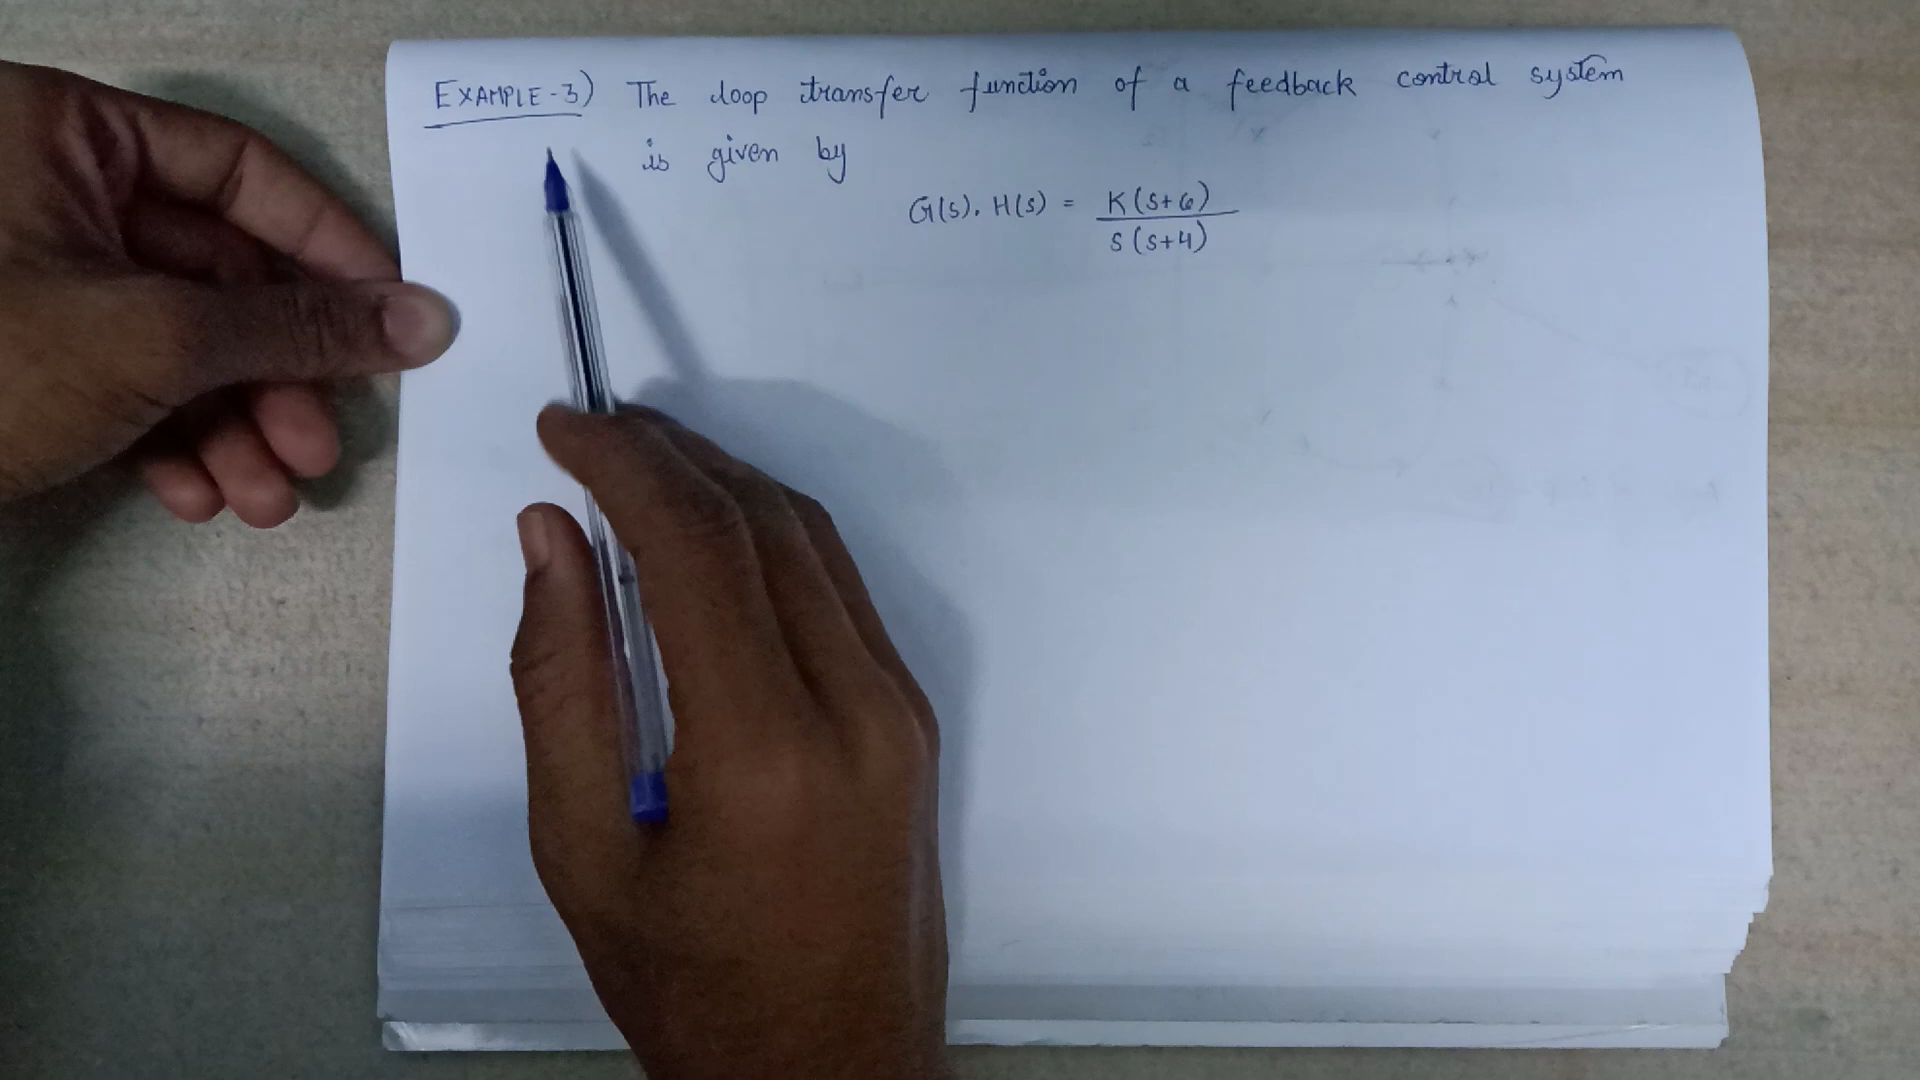 EXAMPLE-3) The loop transfer function of a feedback control system
is given by
G(s). H(s) = K(s+6)
s(s+4)